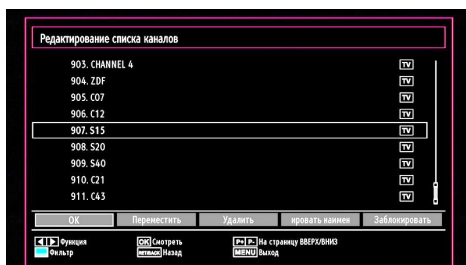 Редактирование списка каналов
903. CHANNEL 4 TV
904. ZDF TV
905. C07 TV
906. C12 TV
907. S15 TV
908. S20 TV
909. S40 TV
910. C21 TV
911. C43 TV
OK Переместить Удалить ировать наимен Заблокировать
Функция OK Смотреть P+ P- На страницу ВВЕРХ/ВНИЗ
Фильтр Назад MENU Выход